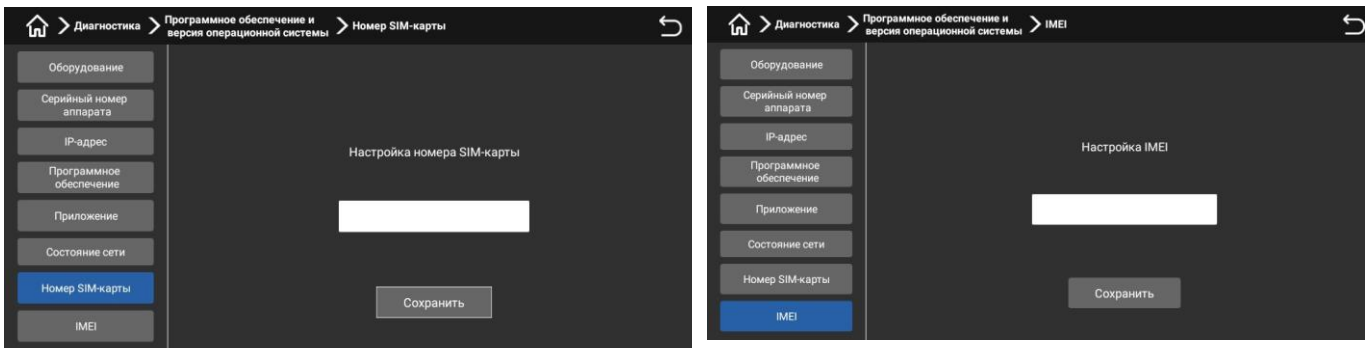 Диагностика
Программное обеспечение и
версия операционной системы
Номер SIM-карты
Оборудование
Серийный номер
аппарата
IP-адрес
Программное
обеспечение
Приложение
Состояние сети
Номер SIM-карты
IMEI
Настройка номера SIM-карты
Сохранить
Диагностика
Программное обеспечение и
версия операционной системы
IMEI
Оборудование
Серийный номер
аппарата
IP-адрес
Программное
обеспечение
Приложение
Состояние сети
Номер SIM-карты
IMEI
Настройка IMEI
Сохранить